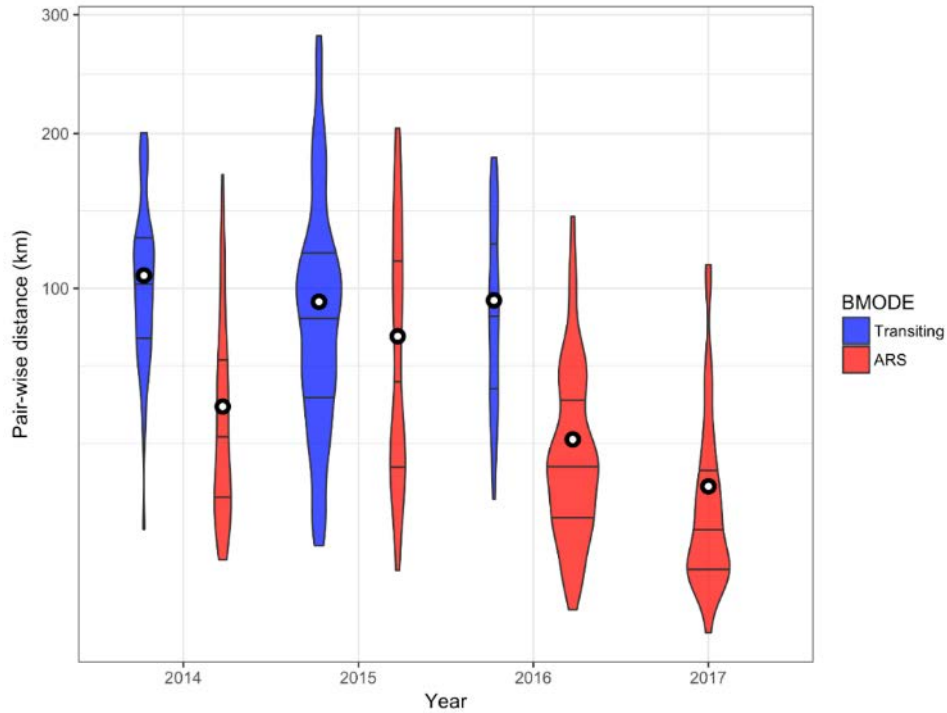 300
200
100
Pair-wise distance (km)
2014 2015 2016 2017
Year
BMODE
Transiting
ARS